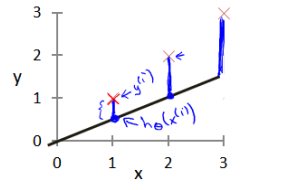 3
2
y
← y(i)
1
← hθ(x(i))
0
0 1 2 3
x